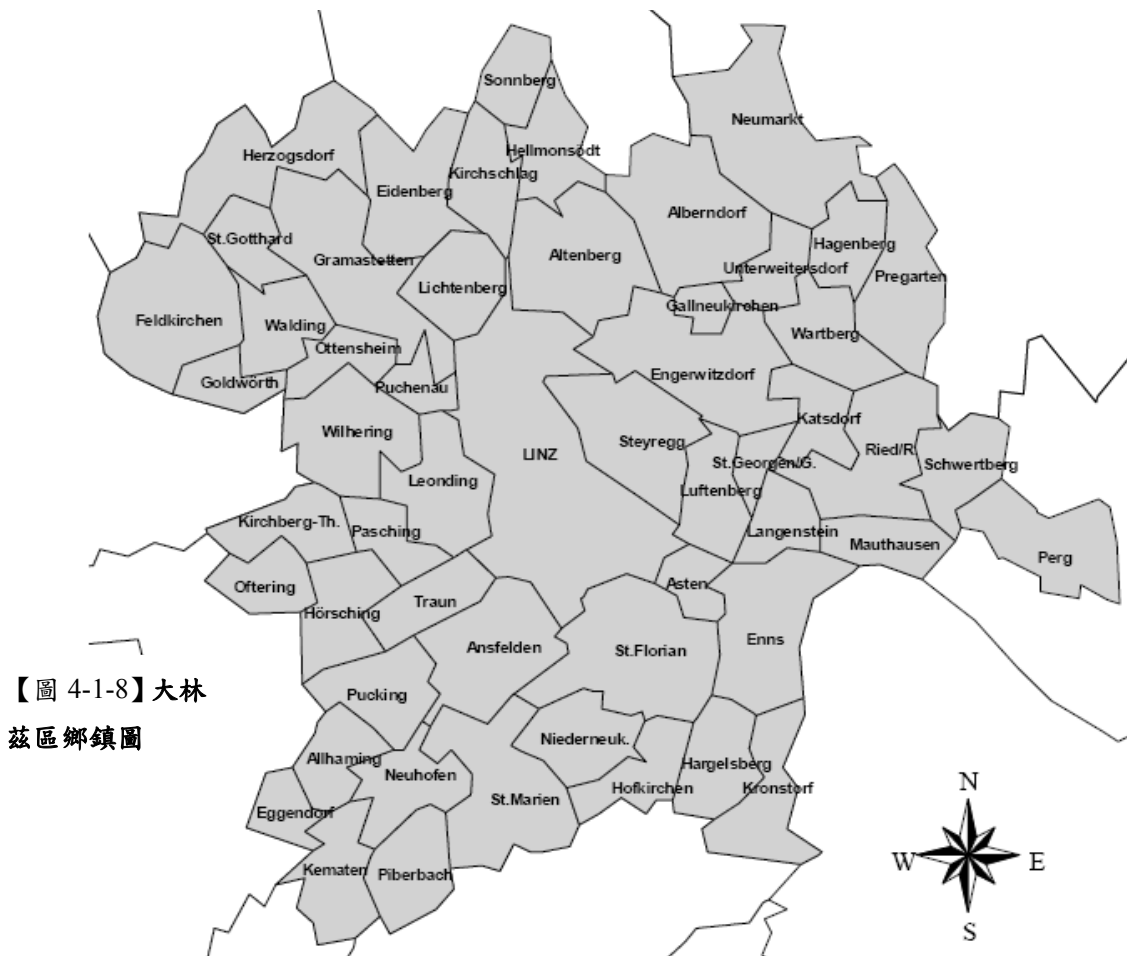 Sonnberg
Neumarkt
Herzogsdorf
Hellmonsödt
Kirchschlag
Eidenberg
Alberndorf
St.Gotthard
Hagenberg
Gramastetten
Altenberg
Unterweitersdorf
Pregarten
Lichtenberg
Gallneukirchen
Feldkirchen
Walding
Wartberg
Ottensheim
Goldwörth
Puchenau
Engerwitzdorf
Katsdorf
Wilhering
Steyregg
LINZ
Ried/R
St.Georgen/G.
Schwertberg
Leonding
Luftenberg
Kirchberg-Th.
Pasching
Langenstein
Mauthausen
Perg
Oftering
Asten
Traun
Hörsching
Enns
Ansfelden
St.Florian
【圖 4-1-8】大林
茲區鄉鎮圖
Pucking
Niederneuk.
Allhaming
Hargelsberg
Neuhofen
Hofkirchen
Kronstorf
St.Marien
Eggendorf
Kematen
Piberbach
N
W
E
S